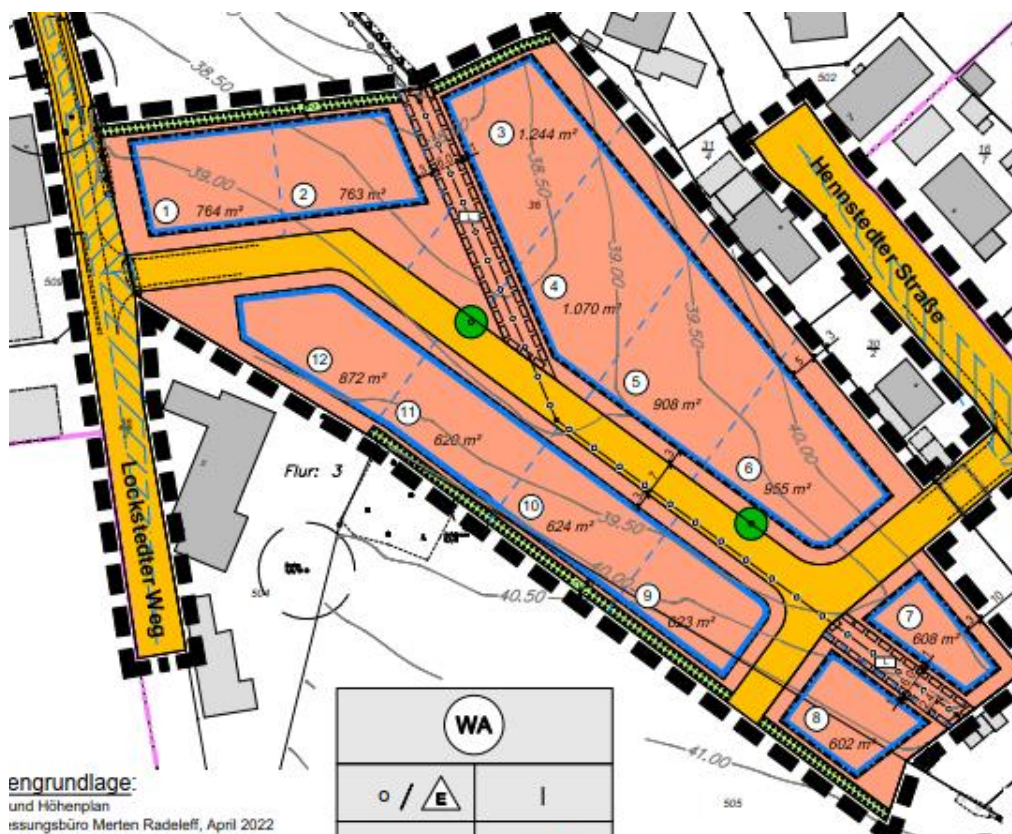 38.50
502
3
1.244 m²
31/4
16/7
38.50
39.00
2
763 m²
1
764 m²
36
39.00
Hennstedter Straße
509
4
1.070 m²
39.50
30/2
12
872 m²
5
908 m²
11
620 m²
40.00
6
955 m²
Flur: 3
Lockstedter Weg
10
624 m²
39.50
504
40.50
40.00
9
623 m²
7
608 m²
10
8
602 m²
WA
41.00
o / E
I
505
engrundlage:
und Höhenplan
essungsbüro Merten Radeleff, April 2022